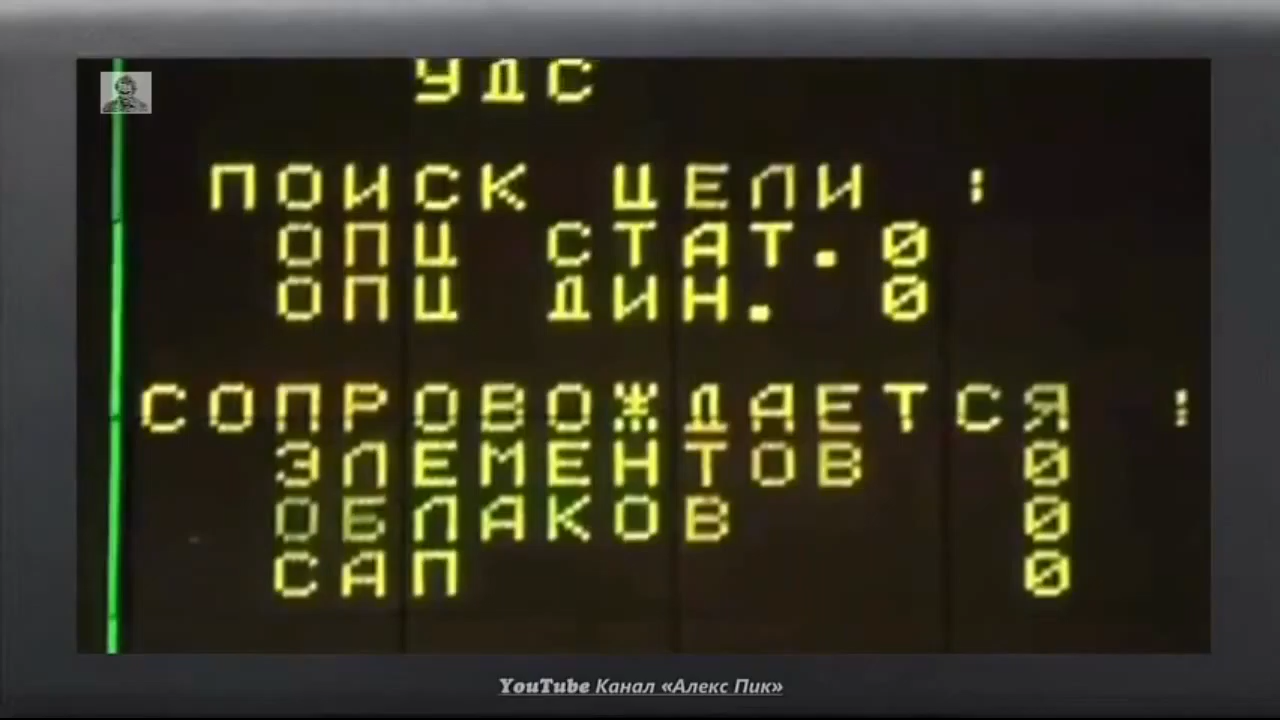 УДС
ПОИСК ЦЕЛИ :
ОПЦ СТАТ. 0
ОПЦ ДИН. 0
СОПРОВОЖДАЕТСЯ :
ЭЛЕМЕНТОВ 0
ОБЛАКОВ 0
САП 0
YouTube Канал «Алекс Пик»